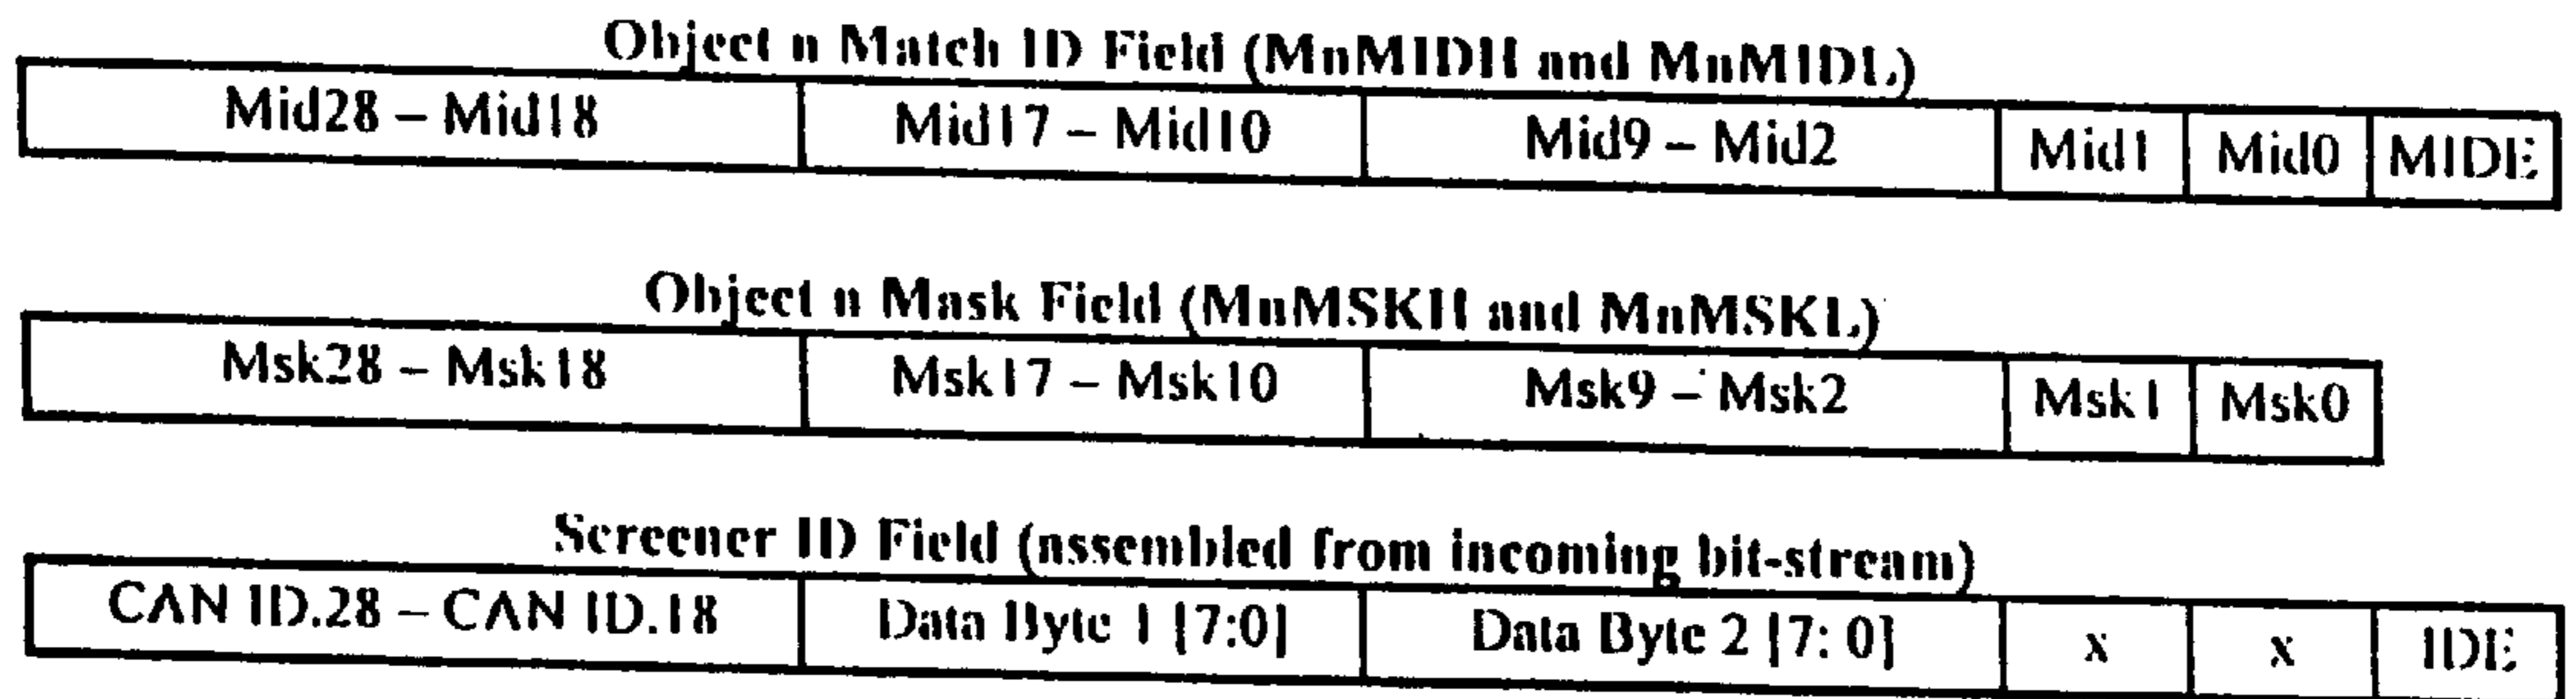 Object n Match ID Field (MnMIDH and MnMIDL)
Mid28 – Mid18 Mid17 – Mid10 Mid9 – Mid2 Mid1 Mid0 MIDE
Object n Mask Field (MnMSKH and MnMSKL)
Msk28 – Msk18 Msk17 – Msk10 Msk9 – Msk2 Msk1 Msk0
Screener ID Field (assembled from incoming bit-stream)
CAN ID.28 – CAN ID.18 Data Byte 1 [7:0] Data Byte 2 [7: 0] x x IDE